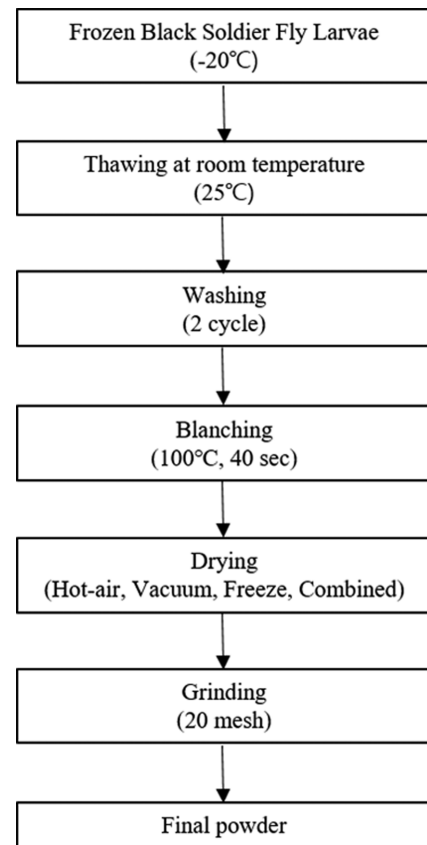 Frozen Black Soldier Fly Larvae
(-20℃)
Thawing at room temperature
(25℃)
Washing
(2 cycle)
Blanching
(100℃, 40 sec)
Drying
(Hot-air, Vacuum, Freeze, Combined)
Grinding
(20 mesh)
Final powder